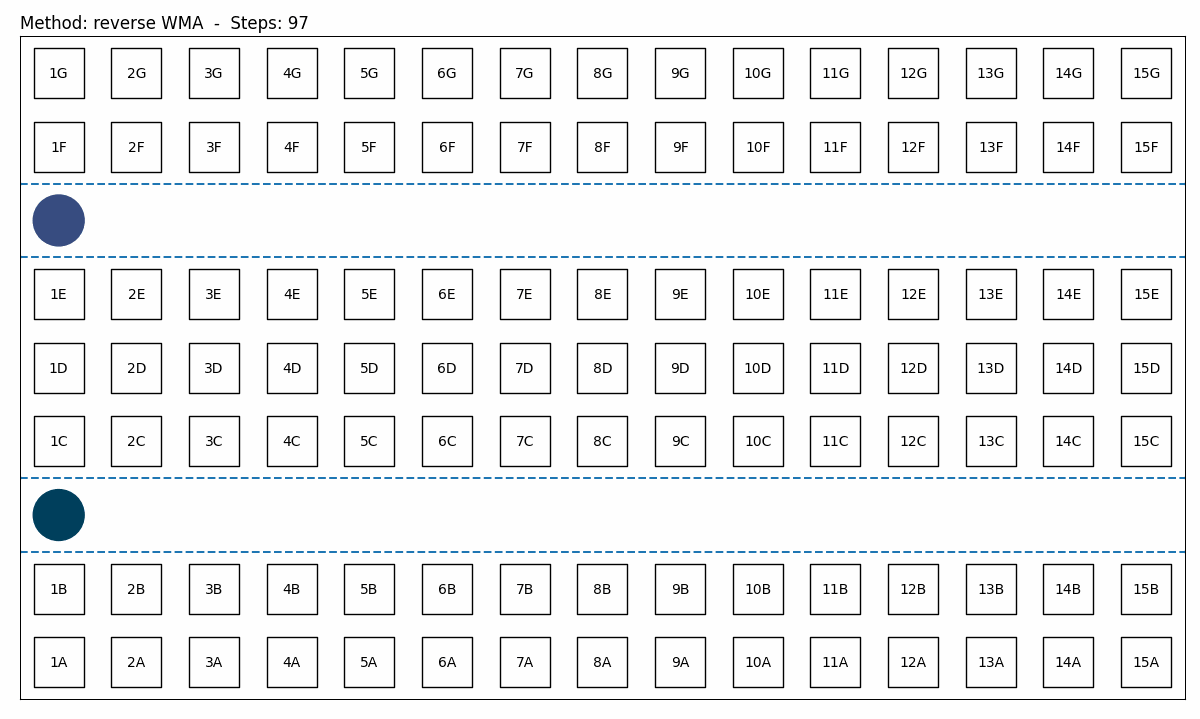 Method: reverse WMA - Steps: 97
1G 2G 3G 4G 5G 6G 7G 8G 9G 10G 11G 12G 13G 14G 15G
1F 2F 3F 4F 5F 6F 7F 8F 9F 10F 11F 12F 13F 14F 15F
1E 2E 3E 4E 5E 6E 7E 8E 9E 10E 11E 12E 13E 14E 15E
1D 2D 3D 4D 5D 6D 7D 8D 9D 10D 11D 12D 13D 14D 15D
1C 2C 3C 4C 5C 6C 7C 8C 9C 10C 11C 12C 13C 14C 15C
1B 2B 3B 4B 5B 6B 7B 8B 9B 10B 11B 12B 13B 14B 15B
1A 2A 3A 4A 5A 6A 7A 8A 9A 10A 11A 12A 13A 14A 15A